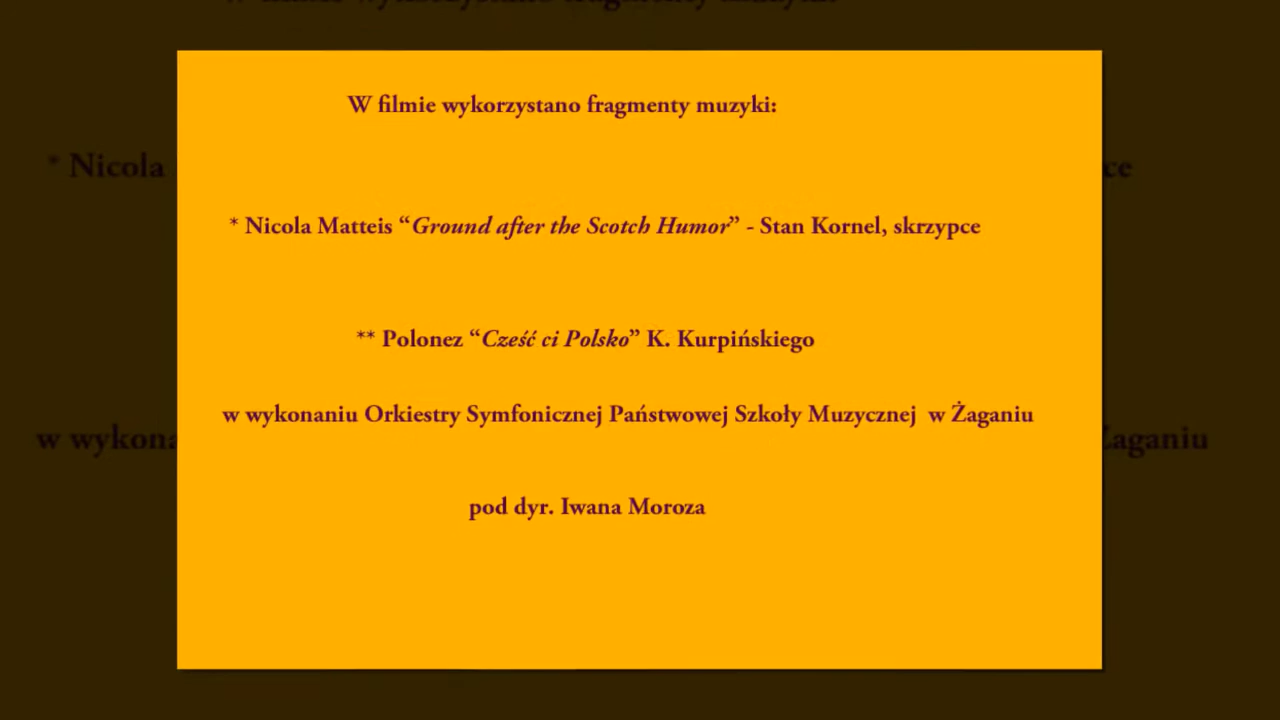 W filmie wykorzystano fragmenty muzyki:
* Nicola Matteis “Ground after the Scotch Humor” - Stan Kornel, skrzypce
** Polonez “Cześć ci Polsko” K. Kurpińskiego
w wykonaniu Orkiestry Symfonicznej Państwowej Szkoły Muzycznej w Żaganiu
pod dyr. Iwana Moroza